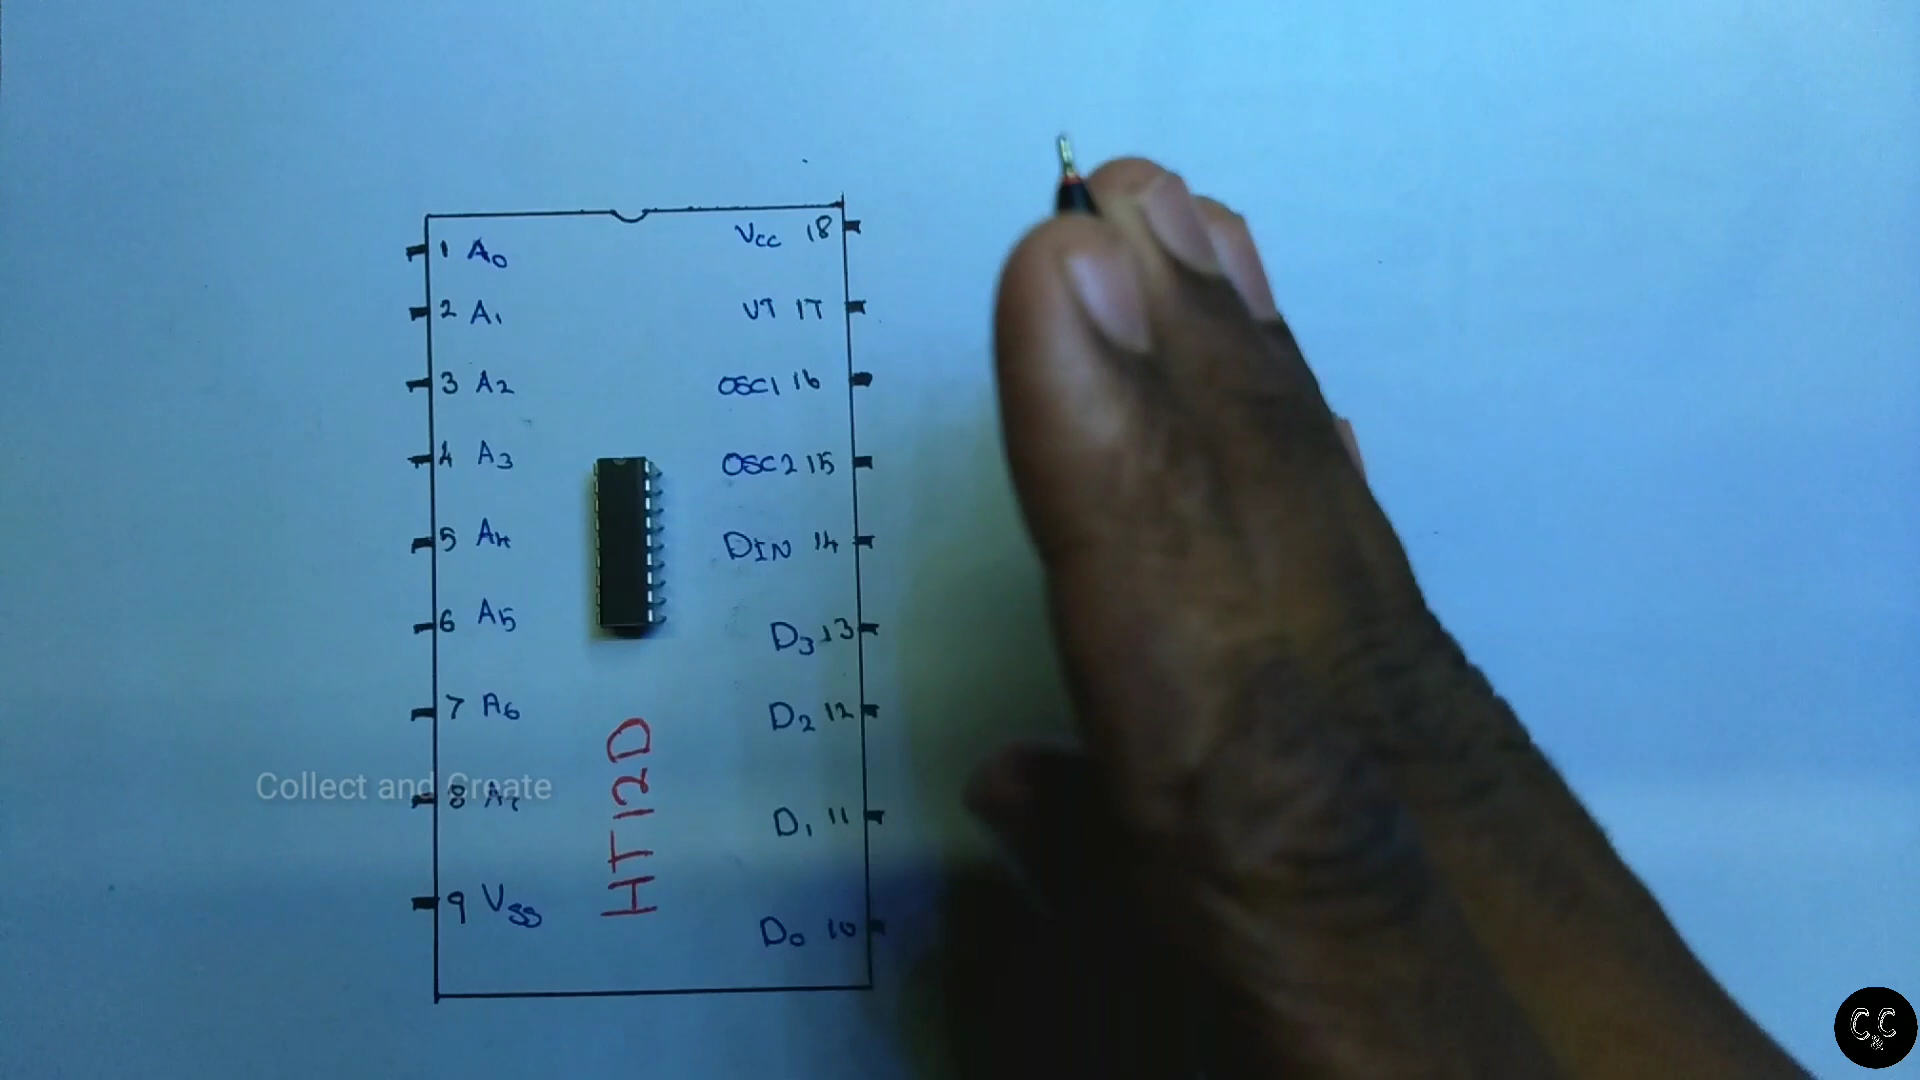 1 A0
Vcc 18
2 A1
VT 17
3 A2
OSC1 16
4 A3
OSC2 15
5 A4
DIN 14
6 A5
D3 13
7 A6
D2 12
Collect and Create
8 A7
D1 11
9 Vss
D0 10
HT12D
C&C